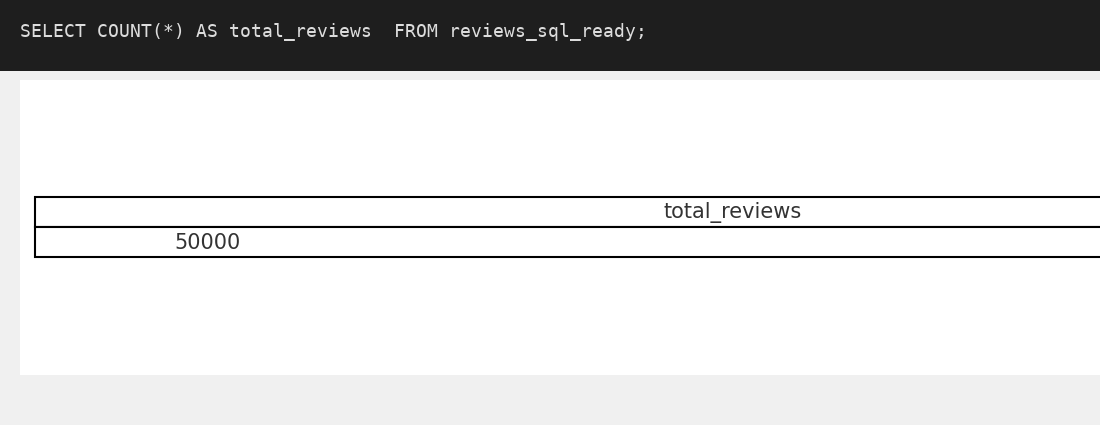 SELECT COUNT(*) AS total_reviews  FROM reviews_sql_ready;
total_reviews
50000